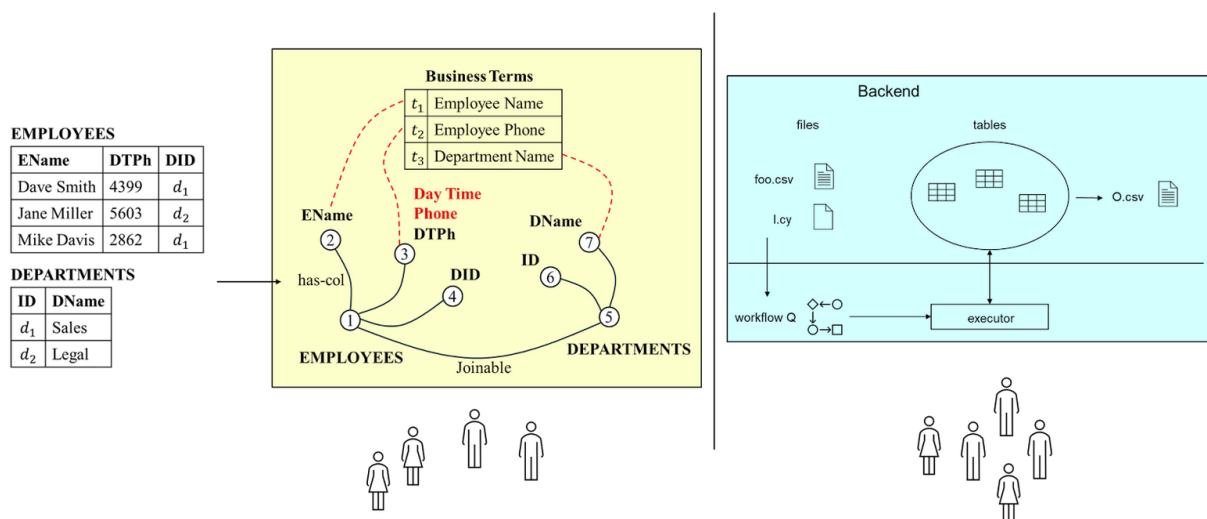 EMPLOYEES
EName DTPh DID
Dave Smith 4399 d₁
Jane Miller 5603 d₂
Mike Davis 2862 d₁
DEPARTMENTS
ID DName
d₁ Sales
d₂ Legal
Business Terms
t₁ Employee Name
t₂ Employee Phone
t₃ Department Name
Day Time
Phone
EName
DTPh
DName
2
3
7
ID
6
has-col
DID
4
1
5
EMPLOYEES
DEPARTMENTS
Joinable
Backend
files
tables
foo.csv
O.csv
I.cy
workflow Q
executor